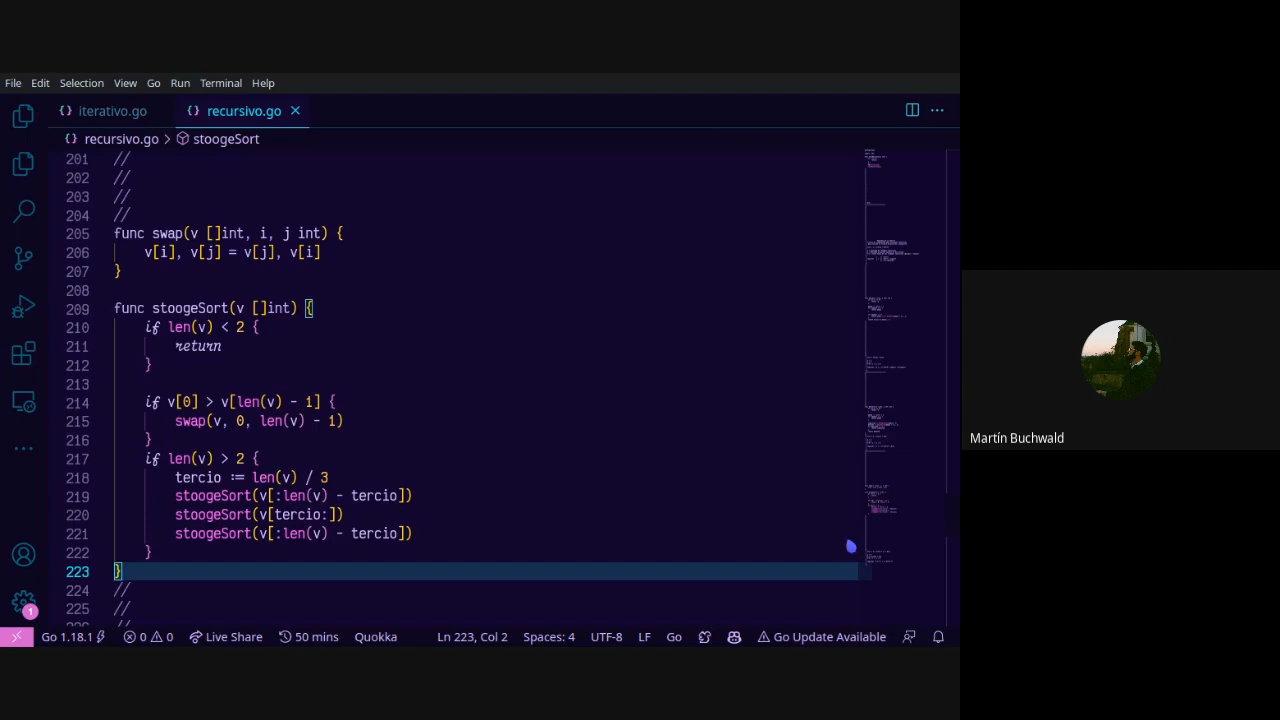 File Edit Selection View Go Run Terminal Help
{} iterativo.go {} recursivo.go ×
{} recursivo.go > stoogeSort
201 //
202 //
203 //
204 //
205 func swap(v []int, i, j int) {
206 v[i], v[j] = v[j], v[i]
207 }
208
209 func stoogeSort(v []int) {
210 if len(v) < 2 {
211 return
212 }
213
214 if v[0] > v[len(v) - 1] {
215 swap(v, 0, len(v) - 1)
216 }
217 if len(v) > 2 {
218 tercio := len(v) / 3
219 stoogeSort(v[:len(v) - tercio])
220 stoogeSort(v[tercio:])
221 stoogeSort(v[:len(v) - tercio])
222 }
223 }
224 //
225 //
Martín Buchwald
1
Go 1.18.1 0 0 Live Share 50 mins Quokka Ln 223, Col 2 Spaces: 4 UTF-8 LF Go Go Update Available